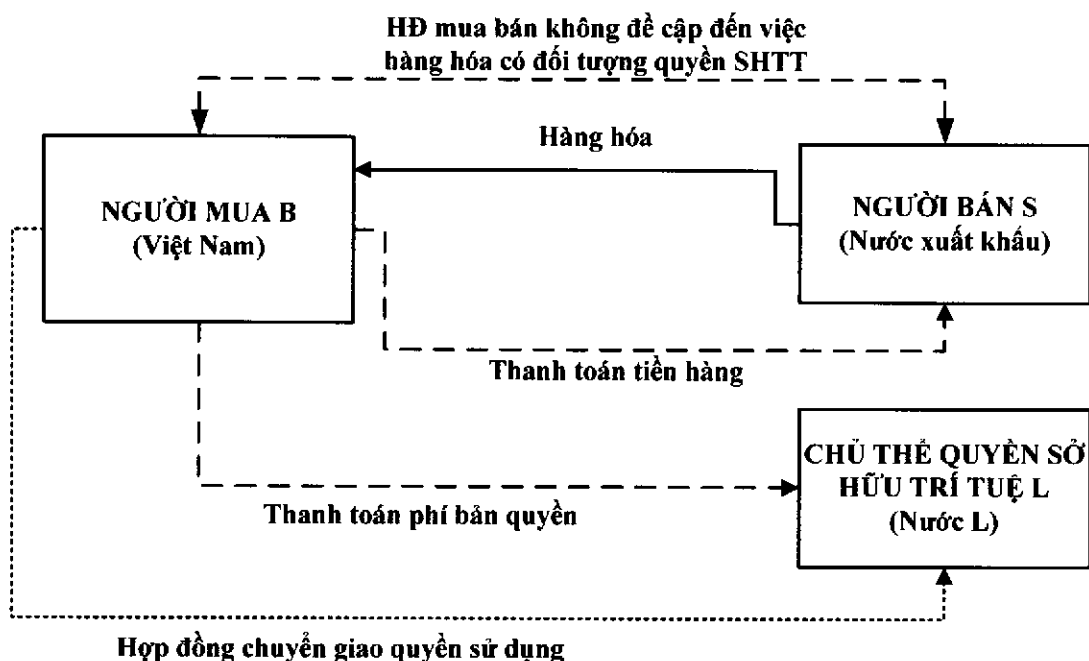 HĐ mua bán không đề cập đến việc
hàng hóa có đối tượng quyền SHTT
Hàng hóa
NGƯỜI MUA B
(Việt Nam)
NGƯỜI BÁN S
(Nước xuất khẩu)
Thanh toán tiền hàng
CHỦ THỂ QUYỀN SỞ
HỮU TRÍ TUỆ L
(Nước L)
Thanh toán phí bản quyền
Hợp đồng chuyển giao quyền sử dụng